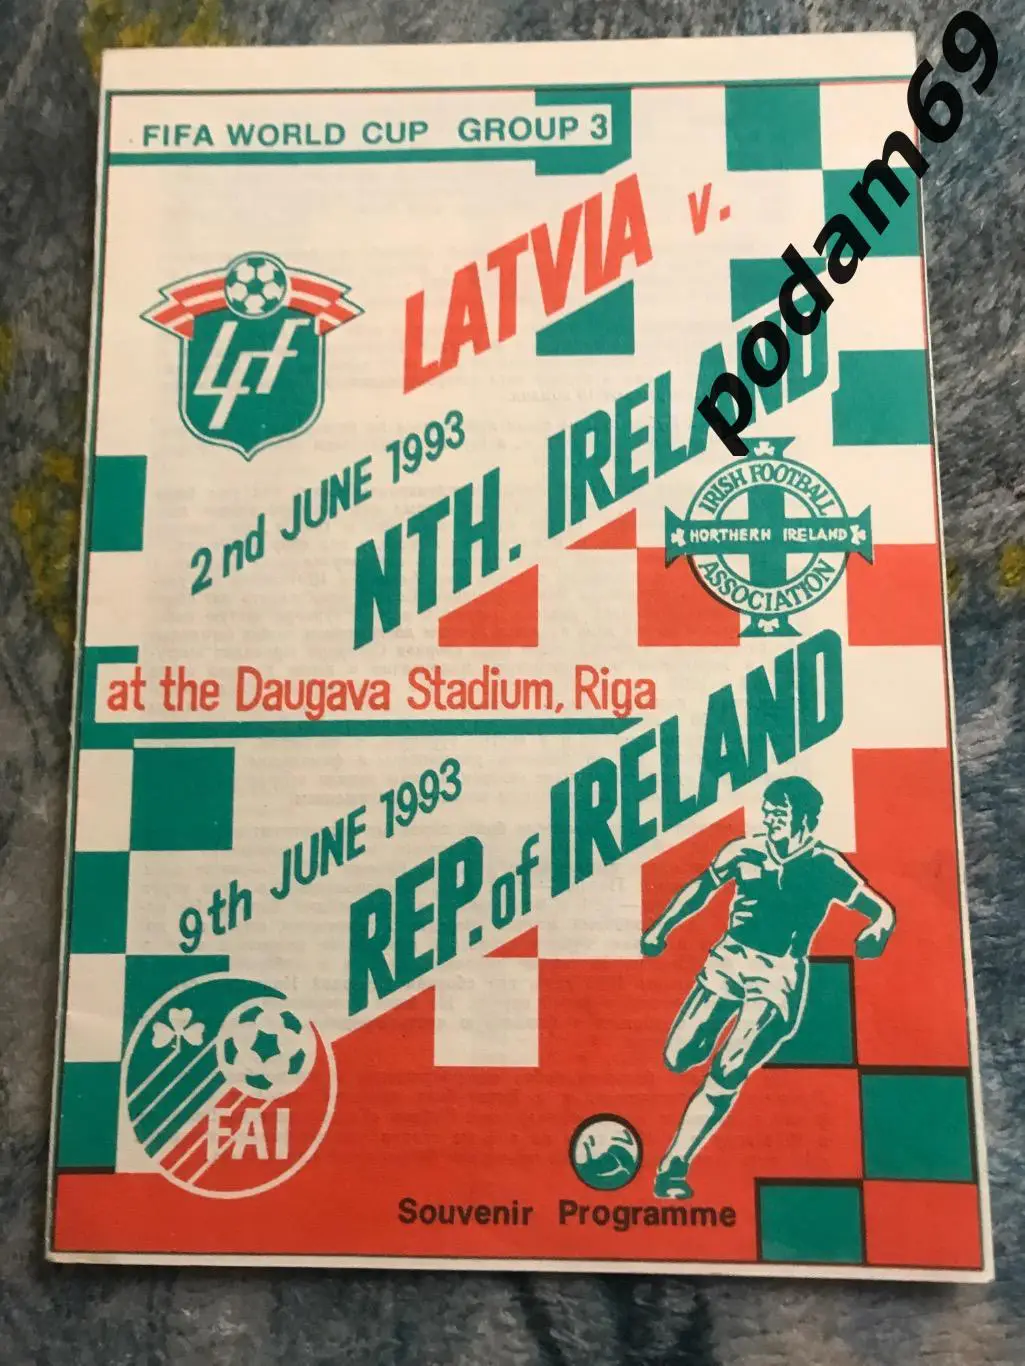 FIFA WORLD CUP GROUP 3
LATVIA v.
LFF
2nd JUNE 1993
NTH. IRELAND
IRISH FOOTBALL
NORTHERN IRELAND
ASSOCIATION
at the Daugava Stadium, Riga
9th JUNE 1993
REP. of IRELAND
FAI
Souvenir Programme
podam69